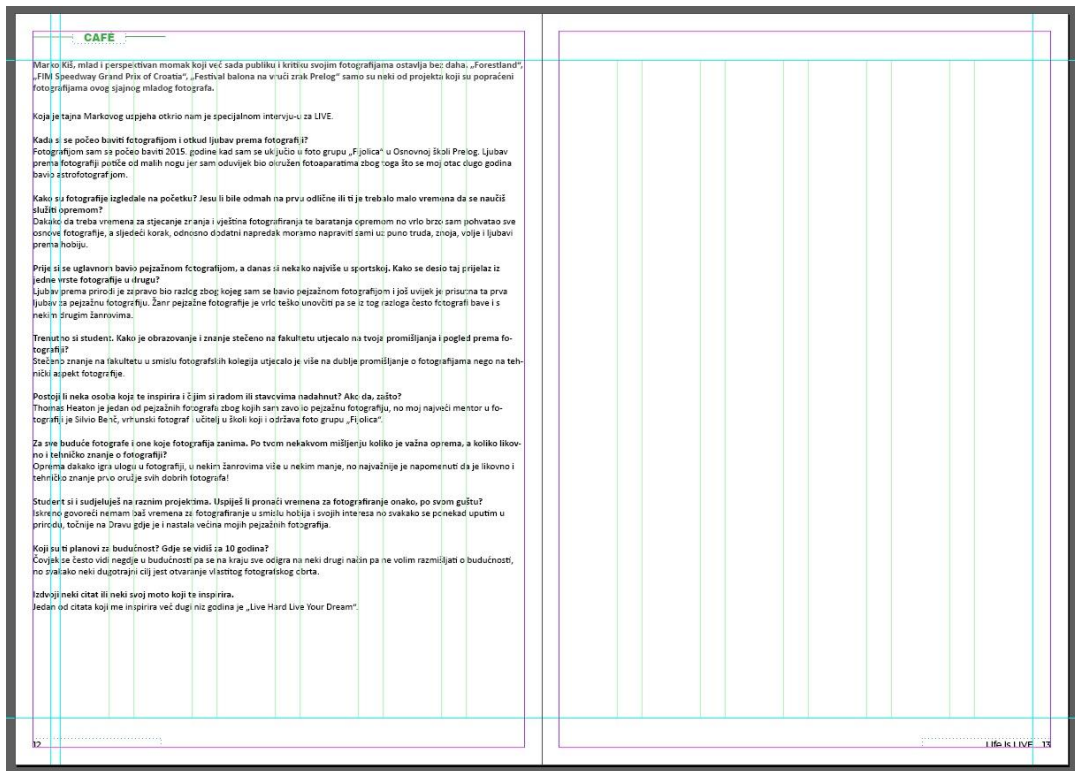 CAFÉ
Marko Kiš, mlad i perspektivan momak koji već sada publiku i kritiku svojim fotografijama ostavlja bez daha. „Forestland“,
„FIM Speedway Grand Prix of Croatia“, „Festival balona na vrući zrak Prelog“ samo su neki od projekta koji su popraćeni
fotografijama ovog sjajnog mladog fotografa.
Koja je tajna Markovog uspjeha otkrio nam je specijalnom intervju-u za LIVE.
Kada si se počeo baviti fotografijom i otkud ljubav prema fotografiji?
Fotografijom sam se počeo baviti 2015. godine kad sam se uključio u foto grupu „Fijolica“ u Osnovnoj školi Prelog. Ljubav
prema fotografiji potiče od malih nogu jer sam oduvijek bio okružen fotoaparatima zbog toga što se moj otac dugo godina
bavio astrofotografijom.
Kako su fotografije izgledale na početku? Jesu li bile odmah na prvu odlične ili ti je trebalo malo vremena da se naučiš
služiti opremom?
Dakako da treba vremena za stjecanje znanja i vještina fotografiranja te baratanja opremom no vrlo brzo sam pohvatao sve
osnove fotografije, a sljedeći korak, odnosno dodatni napredak moramo napraviti sami uz puno truda, znoja, volje i ljubavi
prema hobiju.
Prije si se uglavnom bavio pejzažnom fotografijom, a danas si nekako najviše u sportskoj. Kako se desio taj prijelaz iz
jedne vrste fotografije u drugu?
Ljubav prema prirodi je zapravo bio razlog zbog kojeg sam se bavio pejzažnom fotografijom i još uvijek je prisutna ta prva
ljubav za pejzažnu fotografiju. Žanr pejzažne fotografije je vrlo teško unovčiti pa se iz tog razloga često fotografi bave i s
nekim drugim žanrovima.
Trenutno si student. Kako je obrazovanje i znanje stečeno na fakultetu utjecalo na tvoja promišljanja i pogled prema fo-
tografiji?
Stečeno znanje na fakultetu u smislu fotografskih kolegija utjecalo je više na dublje promišljanje o fotografijama nego na teh-
nički aspekt fotografije.
Postoji li neka osoba koja te inspirira i čijim si radom ili stavovima nadahnut? Ako da, zašto?
Thomas Heaton je jedan od pejzažnih fotografa zbog kojih sam zavolio pejzažnu fotografiju, no moj najveći mentor u fo-
tografiji je Silvio Benč, vrhunski fotograf i učitelj u školi koji i održava foto grupu „Fijolica“.
Za sve buduće fotografe i one koje fotografija zanima. Po tvom nekakvom mišljenju koliko je važna oprema, a koliko likov-
no i tehničko znanje o fotografiji?
Oprema dakako igra ulogu u fotografiji, u nekim žanrovima više u nekim manje, no najvažnije je napomenuti da je likovno i
tehničko znanje prvo oružje svih dobrih fotografa!
Student si i sudjeluješ na raznim projektima. Uspiješ li pronaći vremena za fotografiranje onako, po svom guštu?
Iskreno govoreći nemam baš vremena za fotografiranje u smislu hobija i svojih interesa no svakako se ponekad uputim u
prirodu, točnije na Dravu gdje je i nastala većina mojih pejzažnih fotografija.
Koji su ti planovi za budućnost? Gdje se vidiš za 10 godina?
Čovjek se često vidi negdje u budućnosti pa se na kraju sve odigra na neki drugi način pa ne volim razmišljati o budućnosti,
no svakako neki dugotrajni cilj jest otvaranje vlastitog fotografskog obrta.
Izdvoji neki citat ili neki svoj moto koji te inspirira.
Jedan od citata koji me inspirira već dugi niz godina je „Live Hard Live Your Dream“.
12
Life Is LIVE 13